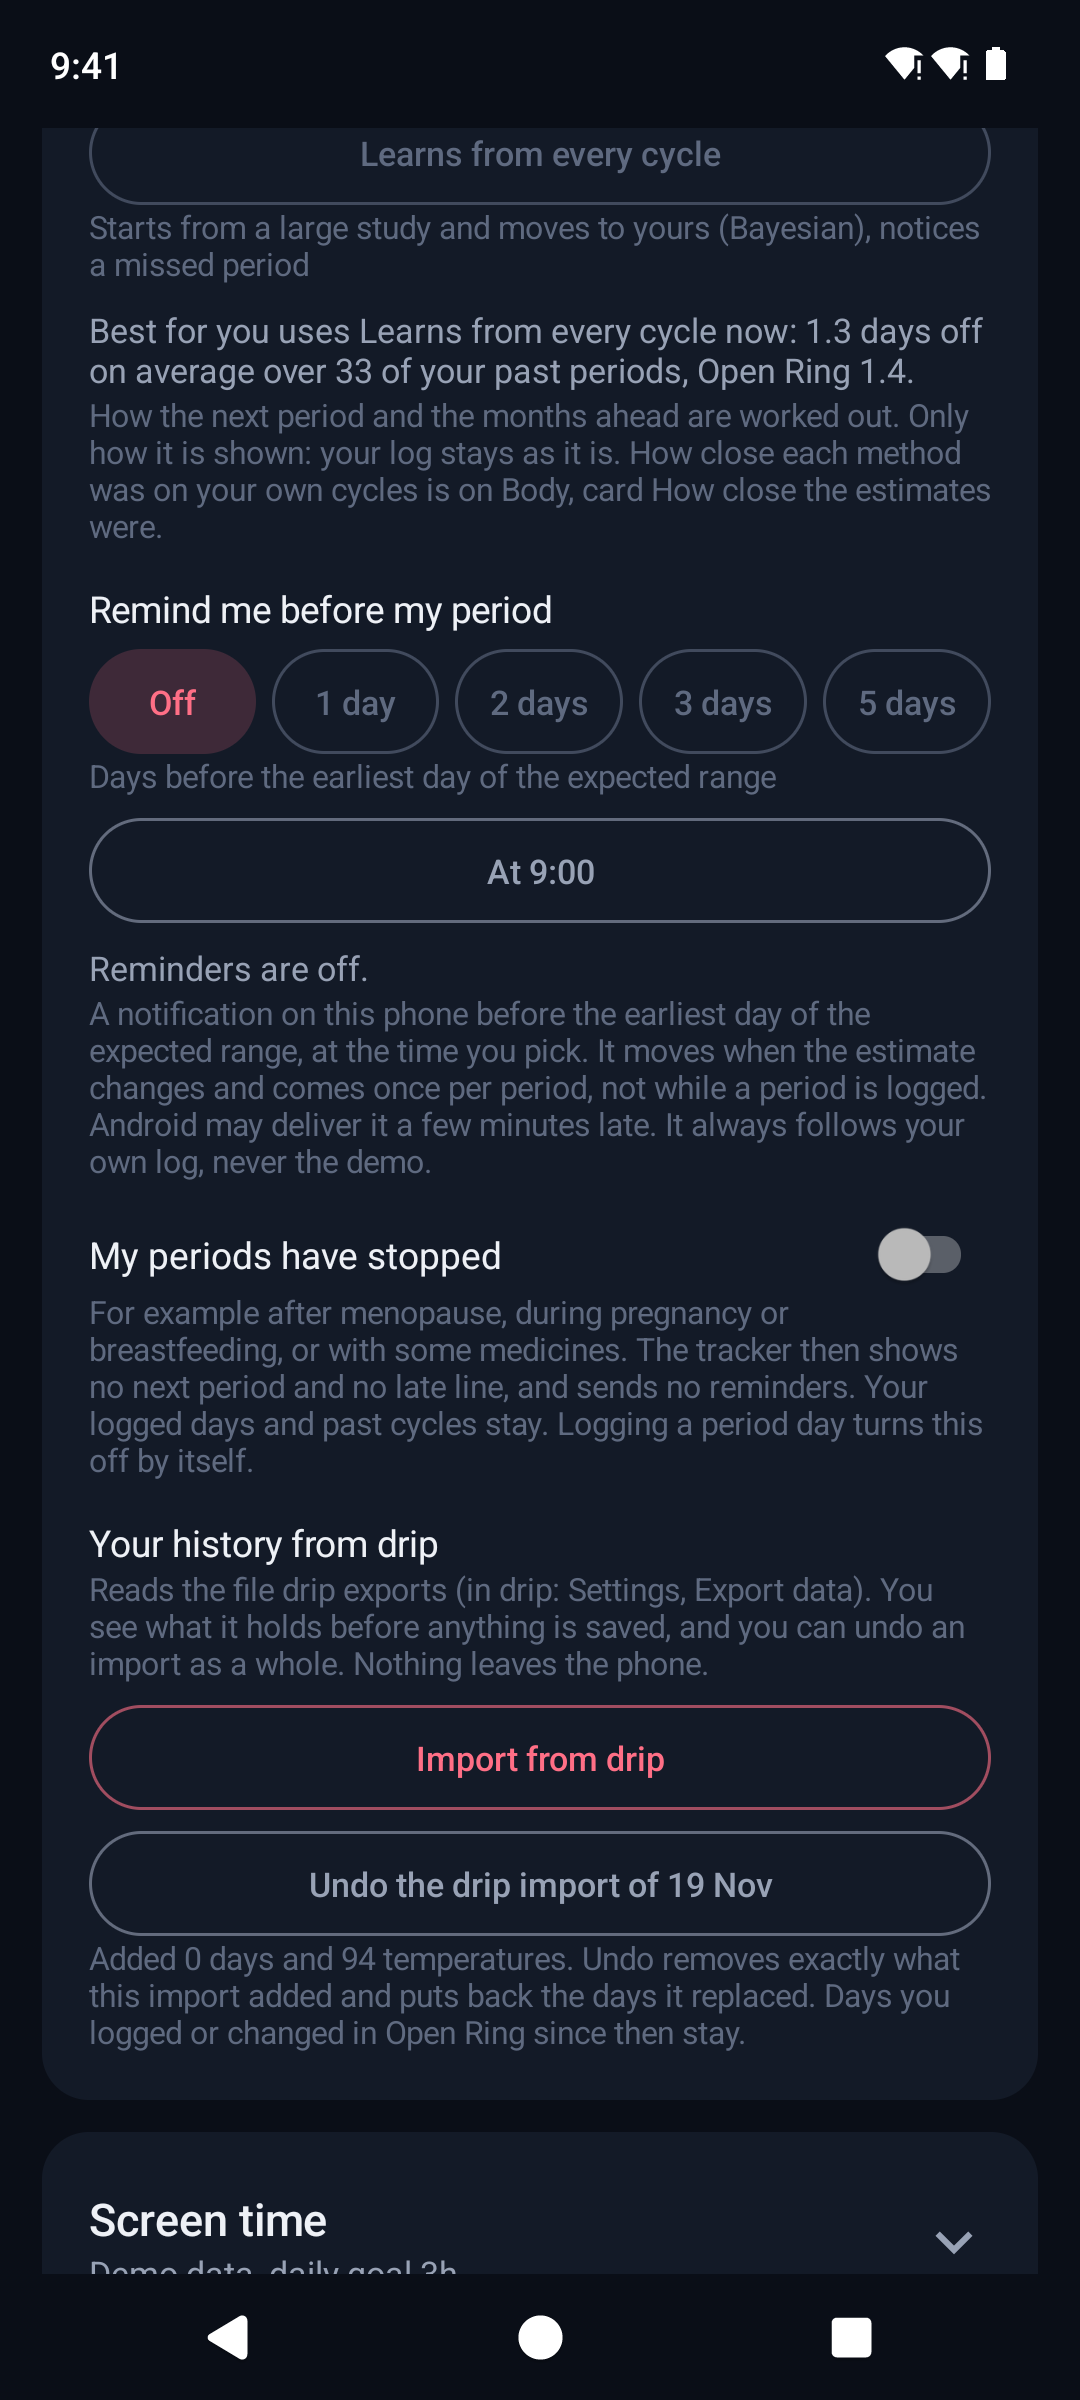 9:41
Learns from every cycle
Starts from a large study and moves to yours (Bayesian), notices
a missed period
Best for you uses Learns from every cycle now: 1.3 days off
on average over 33 of your past periods, Open Ring 1.4.
How the next period and the months ahead are worked out. Only
how it is shown: your log stays as it is. How close each method
was on your own cycles is on Body, card How close the estimates
were.
Remind me before my period
Off
1 day
2 days
3 days
5 days
Days before the earliest day of the expected range
At 9:00
Reminders are off.
A notification on this phone before the earliest day of the
expected range, at the time you pick. It moves when the estimate
changes and comes once per period, not while a period is logged.
Android may deliver it a few minutes late. It always follows your
own log, never the demo.
My periods have stopped
For example after menopause, during pregnancy or
breastfeeding, or with some medicines. The tracker then shows
no next period and no late line, and sends no reminders. Your
logged days and past cycles stay. Logging a period day turns this
off by itself.
Your history from drip
Reads the file drip exports (in drip: Settings, Export data). You
see what it holds before anything is saved, and you can undo an
import as a whole. Nothing leaves the phone.
Import from drip
Undo the drip import of 19 Nov
Added 0 days and 94 temperatures. Undo removes exactly what
this import added and puts back the days it replaced. Days you
logged or changed in Open Ring since then stay.
Screen time
Demo data, daily goal 3h